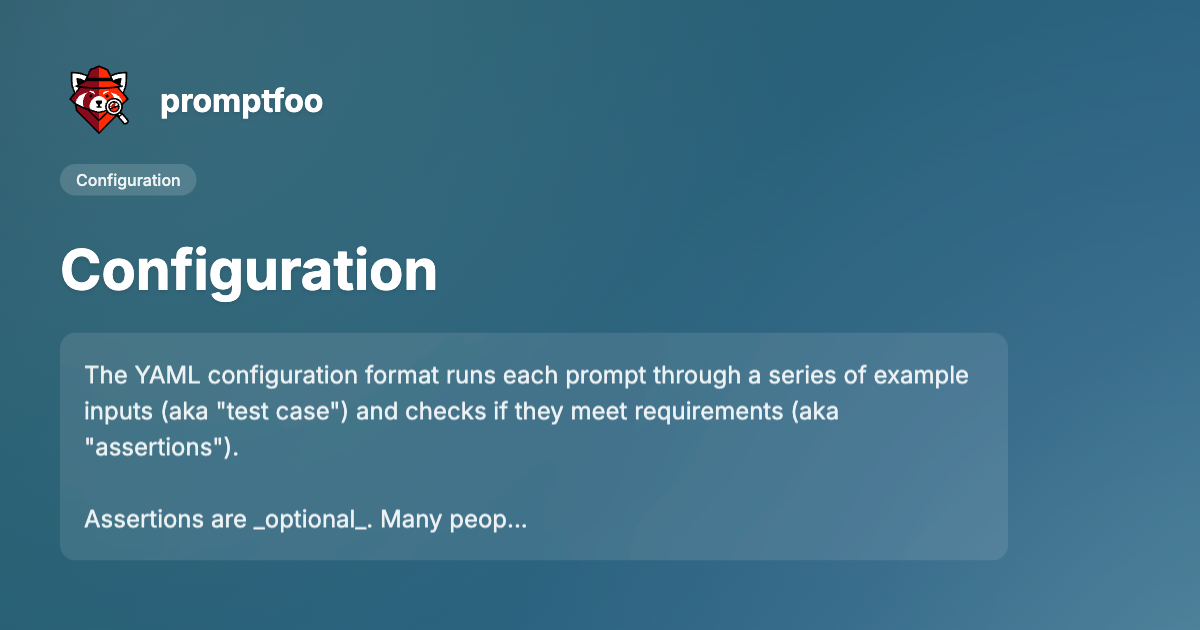 promptfoo
Configuration
Configuration
The YAML configuration format runs each prompt through a series of example
inputs (aka "test case") and checks if they meet requirements (aka
"assertions").
Assertions are _optional_. Many peop...